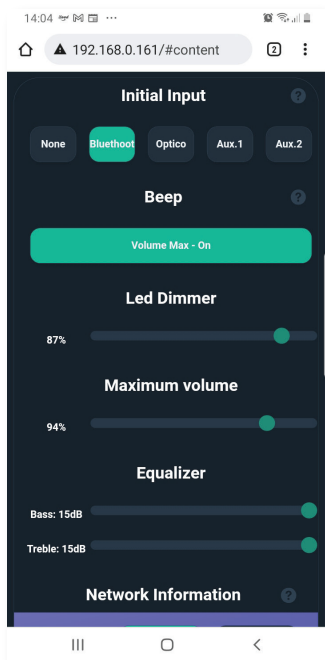 14:04
192.168.0.161/#content
2
Initial Input
?
None Bluethoot Optico Aux.1 Aux.2
Beep
?
Volume Max - On
Led Dimmer
87%
Maximum volume
94%
Equalizer
Bass: 15dB
Treble: 15dB
Network Information
?